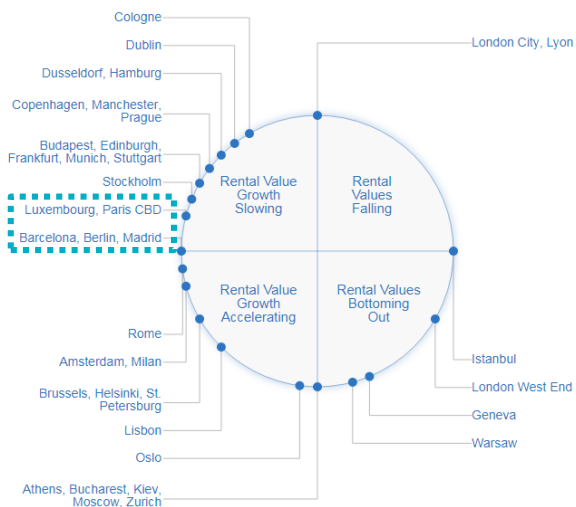 Cologne
Dublin
Dusseldorf, Hamburg
Copenhagen, Manchester,
Prague
Budapest, Edinburgh,
Frankfurt, Munich, Stuttgart
Stockholm
Luxembourg, Paris CBD
Barcelona, Berlin, Madrid
Rome
Amsterdam, Milan
Brussels, Helsinki, St.
Petersburg
Lisbon
Oslo
Athens, Bucharest, Kiev,
Moscow, Zurich
Rental Value
Growth
Slowing
Rental
Values
Falling
Rental Value
Growth
Accelerating
Rental Values
Bottoming
Out
London City, Lyon
Istanbul
London West End
Geneva
Warsaw